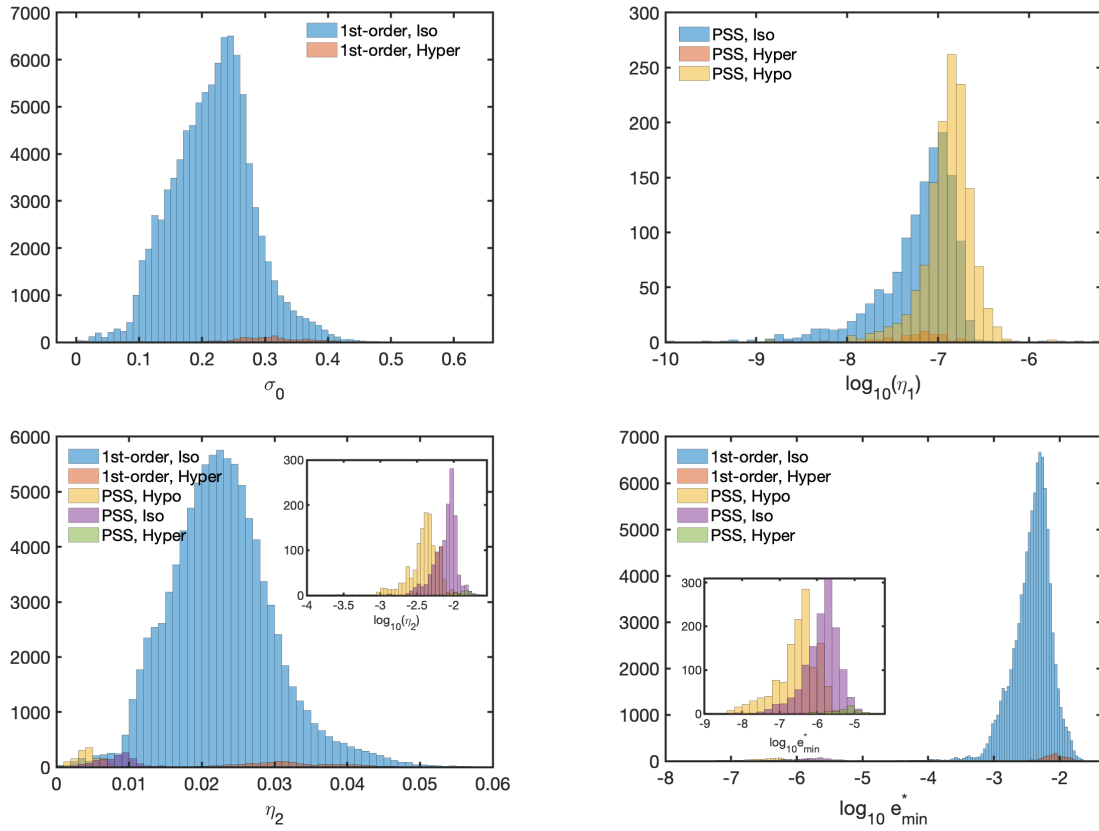 7000
6000
5000
4000
3000
2000
1000
0
0 0.1 0.2 0.3 0.4 0.5 0.6
σ0
1st-order, Iso
1st-order, Hyper
300
250
200
150
100
50
0
-10 -9 -8 -7 -6
log10(η1)
PSS, Iso
PSS, Hyper
PSS, Hypo
6000
5000
4000
3000
2000
1000
0
0 0.01 0.02 0.03 0.04 0.05 0.06
η2
1st-order, Iso
1st-order, Hyper
PSS, Hypo
PSS, Iso
PSS, Hyper
300
200
100
0
-4 -3.5 -3 -2.5 -2
log10(η2)
7000
6000
5000
4000
3000
2000
1000
0
-8 -7 -6 -5 -4 -3 -2
log10 e*min
1st-order, Iso
1st-order, Hyper
PSS, Hypo
PSS, Iso
PSS, Hyper
300
200
100
0
-9 -8 -7 -6 -5
log10 e*min